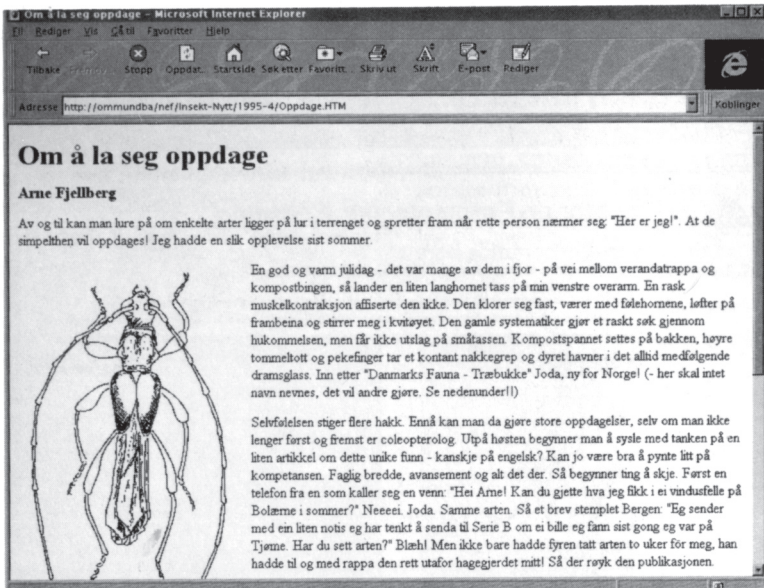 Om å la seg oppdage - Microsoft Internet Explorer
Fil Rediger Vis Gå til Favoritter Hjelp
Tilbake Stopp Oppdat. Startside Søk etter Favoritt. Skriv ut Skrift E-post Rediger
Adresse http://ommundba/nef/Insekt-Nytt/1995-4/Oppdage.HTM Koblinger
Om å la seg oppdage
Arne Fjellberg
Av og til kan man lure på om enkelte arter ligger på lur i terrenget og spretter fram når rette person nærmer seg: "Her er jeg!". At de
simpelthen vil oppdages! Jeg hadde en slik opplevelse sist sommer.
En god og varm julidag - det var mange av dem i fjor - på vei mellom verandatrappa og
kompostbingen, så lander en liten langhornet tass på min venstre overarm. En rask
muskelkontraksjon affiserte den ikke. Den klorer seg fast, værer med følehornene, løfter på
frambeina og stirrer meg i kvitøyet. Den gamle systematiker gjør et raskt søk gjennom
hukommelsen, men får ikke utslag på småtassen. Kompostspannet settes på bakken, høyre
tommeltott og pekefinger tar et kontant nakkegrep og dyret havner i det alltid medfølgende
dramsglass. Inn etter "Danmarks Fauna - Træbukke" Joda, ny for Norge! (- her skal intet
navn nevnes, det vil andre gjøre. Se nedenunder!!)
Selvfølelsen stiger flere hakk. Ennå kan man da gjøre store oppdagelser, selv om man ikke
lenger først og fremst er coleopterolog. Utpå høsten begynner man å sysle med tanken på en
liten artikkel om dette unike funn - kanskje på engelsk? Kan jo være bra å pynte litt på
kompetansen. Faglig bredde, avansement og alt det der. Så begynner ting å skje. Først en
telefon fra en som kaller seg en venn: "Hei Arne! Kan du gjette hva jeg fikk i ei vindusfelle på
Bolærne i sommer?" Neeeei. Joda. Samme arten. Så et brev stemplet Bergen: "Eg sender
med ein liten notis eg har tenkt å senda til Serie B om ei bille eg fann sist gong eg var på
Tjøme. Har du sett arten?" Blæh! Men ikke bare hadde fyren tatt arten to uker før meg, han
hadde til og med rappa den rett utafor hagegjerdet mitt! Så der røyk den publikasjonen.